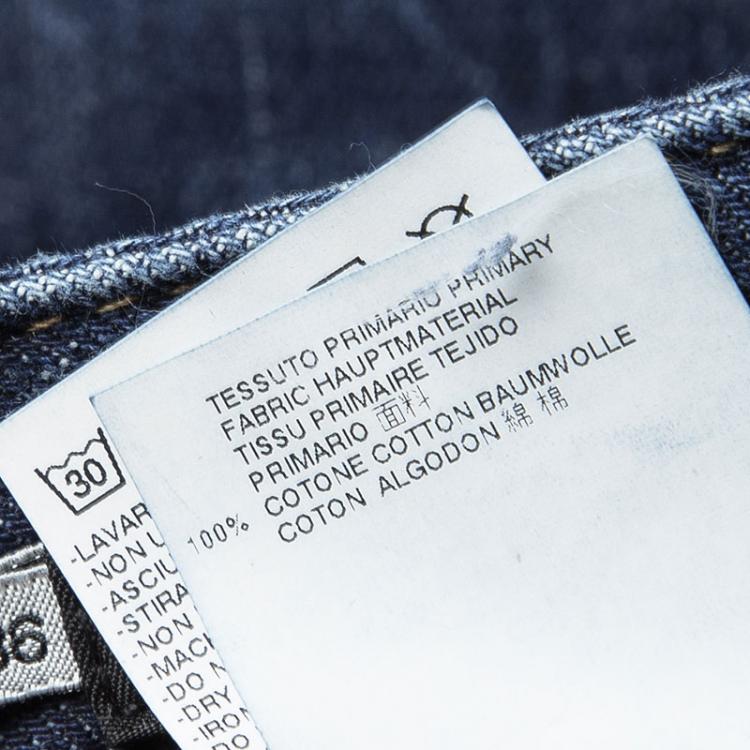 TESSUTO PRIMARIO PRIMARY
FABRIC HAUPTMATERIAL
TISSU PRIMAIRE TEJIDO
PRIMARIO 面料
COTONE COTTON BAUMWOLLE
100% COTON ALGODON 綿 棉
30
-LAVAR
-NON U
-ASCIU
-STIRA
-NON
-MACH
-DO N
-DRY
-IRON
DO